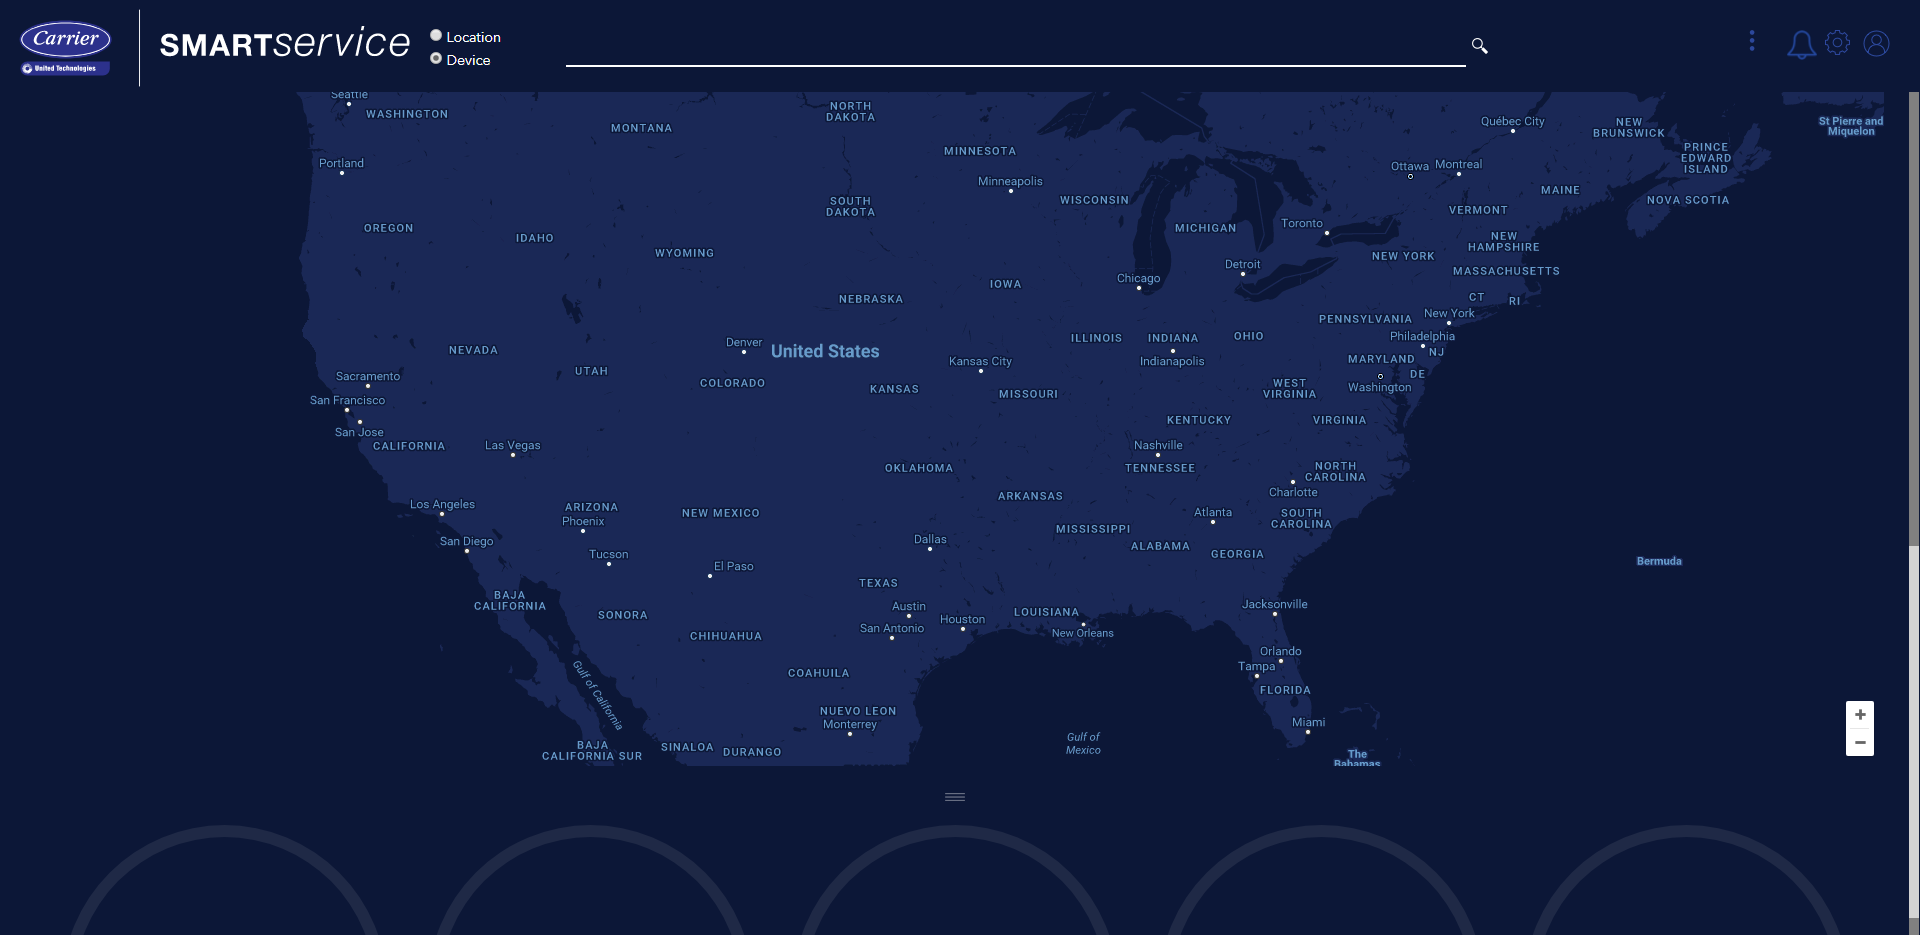 Carrier
United Technologies
SMARTservice
Location
Device
Seattle
WASHINGTON
MONTANA
NORTH
DAKOTA
MINNESOTA
Minneapolis
Québec City
NEW
BRUNSWICK
PRINCE
EDWARD
ISLAND
St Pierre and
Miquelon
Portland
Ottawa
Montreal
MAINE
NOVA SCOTIA
OREGON
IDAHO
WYOMING
SOUTH
DAKOTA
WISCONSIN
MICHIGAN
Toronto
VERMONT
NEW
HAMPSHIRE
NEW YORK
MASSACHUSETTS
Detroit
Chicago
IOWA
NEBRASKA
CT
RI
PENNSYLVANIA
New York
Philadelphia
NJ
ILLINOIS
INDIANA
OHIO
Indianapolis
MARYLAND
DE
Washington
NEVADA
UTAH
Denver
United States
COLORADO
Kansas City
KANSAS
MISSOURI
WEST
VIRGINIA
KENTUCKY
VIRGINIA
Sacramento
San Francisco
San Jose
CALIFORNIA
Las Vegas
Nashville
TENNESSEE
OKLAHOMA
NORTH
CAROLINA
Charlotte
ARKANSAS
Los Angeles
ARIZONA
Phoenix
NEW MEXICO
MISSISSIPPI
Atlanta
SOUTH
CAROLINA
San Diego
Tucson
El Paso
Dallas
ALABAMA
GEORGIA
Bermuda
TEXAS
BAJA
CALIFORNIA
SONORA
CHIHUAHUA
Austin
San Antonio
Houston
LOUISIANA
New Orleans
Jacksonville
Orlando
Tampa
FLORIDA
Gulf of California
COAHUILA
NUEVO LEON
Monterrey
Miami
Gulf of
Mexico
BAJA
CALIFORNIA SUR
SINALOA
DURANGO
The
Bahamas
+
−